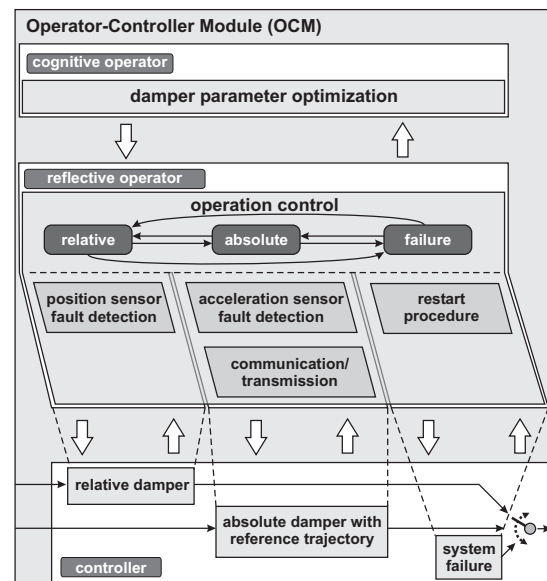 Operator-Controller Module (OCM)
cognitive operator
damper parameter optimization
reflective operator
operation control
relative
absolute
failure
position sensor
fault detection
acceleration sensor
fault detection
communication/
transmission
restart
procedure
relative damper
absolute damper with
reference trajectory
system
failure
controller